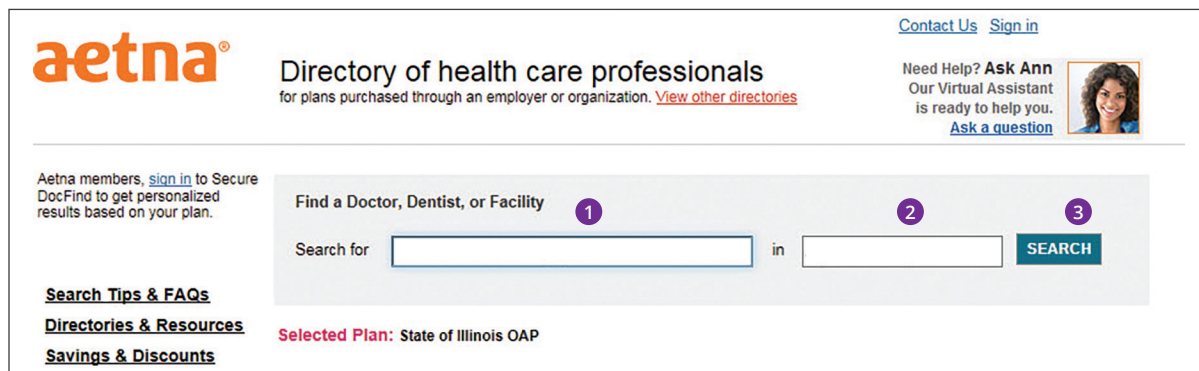 Contact Us Sign in
aetna®
Directory of health care professionals
for plans purchased through an employer or organization. View other directories
Need Help? Ask Ann
Our Virtual Assistant
is ready to help you.
Ask a question
Aetna members, sign in to Secure
DocFind to get personalized
results based on your plan.
Find a Doctor, Dentist, or Facility
1
2
3
Search for
in
SEARCH
Search Tips & FAQs
Directories & Resources
Savings & Discounts
Selected Plan: State of Illinois OAP